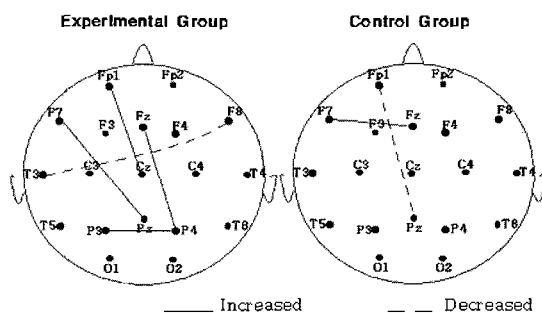 Experimental Group Control Group
Fp1 Fp2 Fp1 Fp2
F7 F3 Fz F4 F8 F7 F3 Fz F4 F8
T3 C3 Cz C4 T4 T3 C3 Cz C4 T4
T5 P3 Pz P4 T8 T5 P3 Pz P4 T8
O1 O2 O1 O2
Increased Decreased